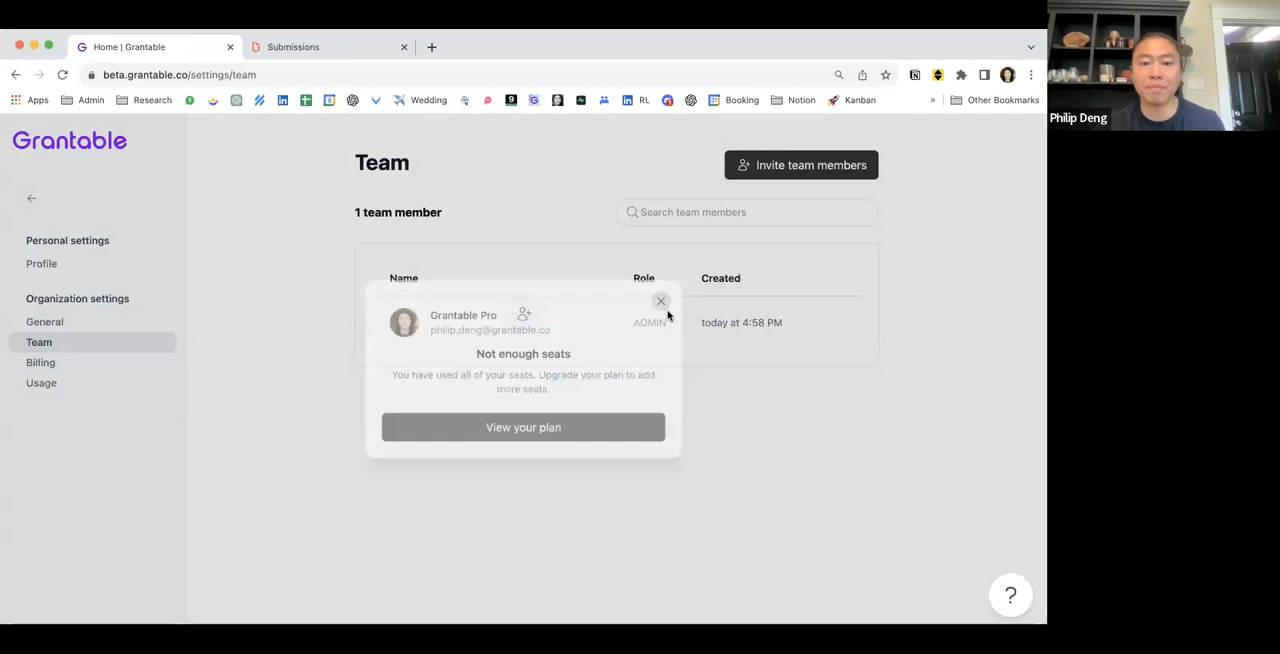 Home | Grantable
Submissions
beta.grantable.co/settings/team
Apps
Admin
Research
Wedding
RL
Booking
Notion
Kanban
»
Other Bookmarks
Philip Deng
Grantable
Team
Invite team members
1 team member
Search team members
Personal settings
Profile
Organization settings
General
Team
Billing
Usage
Name
Role
Created
Grantable Pro
philip.deng@grantable.co
ADMIN
today at 4:58 PM
Not enough seats
You have used all of your seats. Upgrade your plan to add
more seats.
View your plan
?